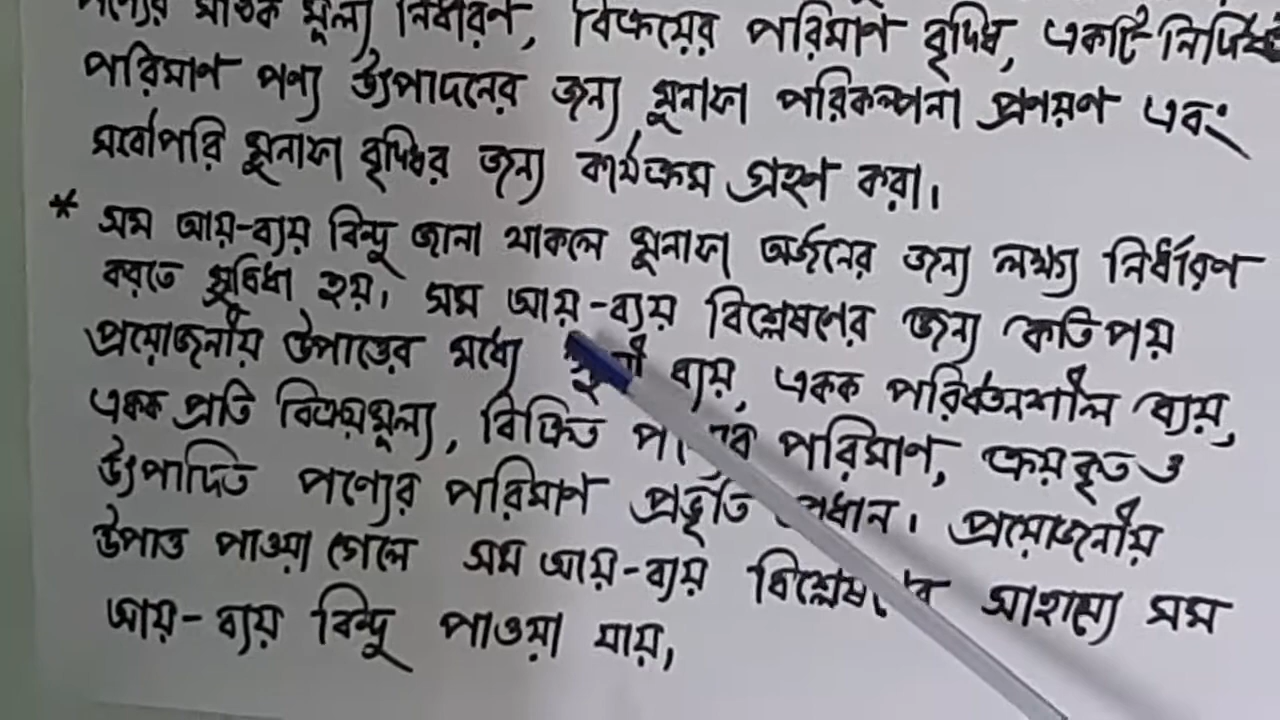 পণ্যের সঠিক মূল্য নির্ধারণ, বিক্রয়ের পরিমাণ বৃদ্ধি, একটি নির্দিষ্ট
পরিমাণ পণ্য উৎপাদনের জন্য মুনাফা পরিকল্পনা প্রণয়ণ এবং
সর্বোপরি মুনাফা বৃদ্ধির জন্য কার্যক্রম গ্রহণ করা।
* সম আয়-ব্যয় বিন্দু জানা থাকলে মুনাফা অর্জনের জন্য লক্ষ্য নির্ধারণ
করতে সুবিধা হয়। সম আয়-ব্যয় বিশ্লেষণের জন্য কতিপয়
প্রয়োজনীয় উপাত্তের মধ্যে ব্যয়, একক পরিবর্তনশীল ব্যয়,
একক প্রতি বিক্রয়মূল্য, বিক্রিত পণ্যের পরিমাণ, ক্রয়কৃত ও
উৎপাদিত পণ্যের পরিমাণ প্রভৃতি প্রধান। প্রয়োজনীয়
উপাত্ত পাওয়া গেলে সম আয়-ব্যয় বিশ্লেষণের সাহায্যে সম
আয়-ব্যয় বিন্দু পাওয়া যায়।